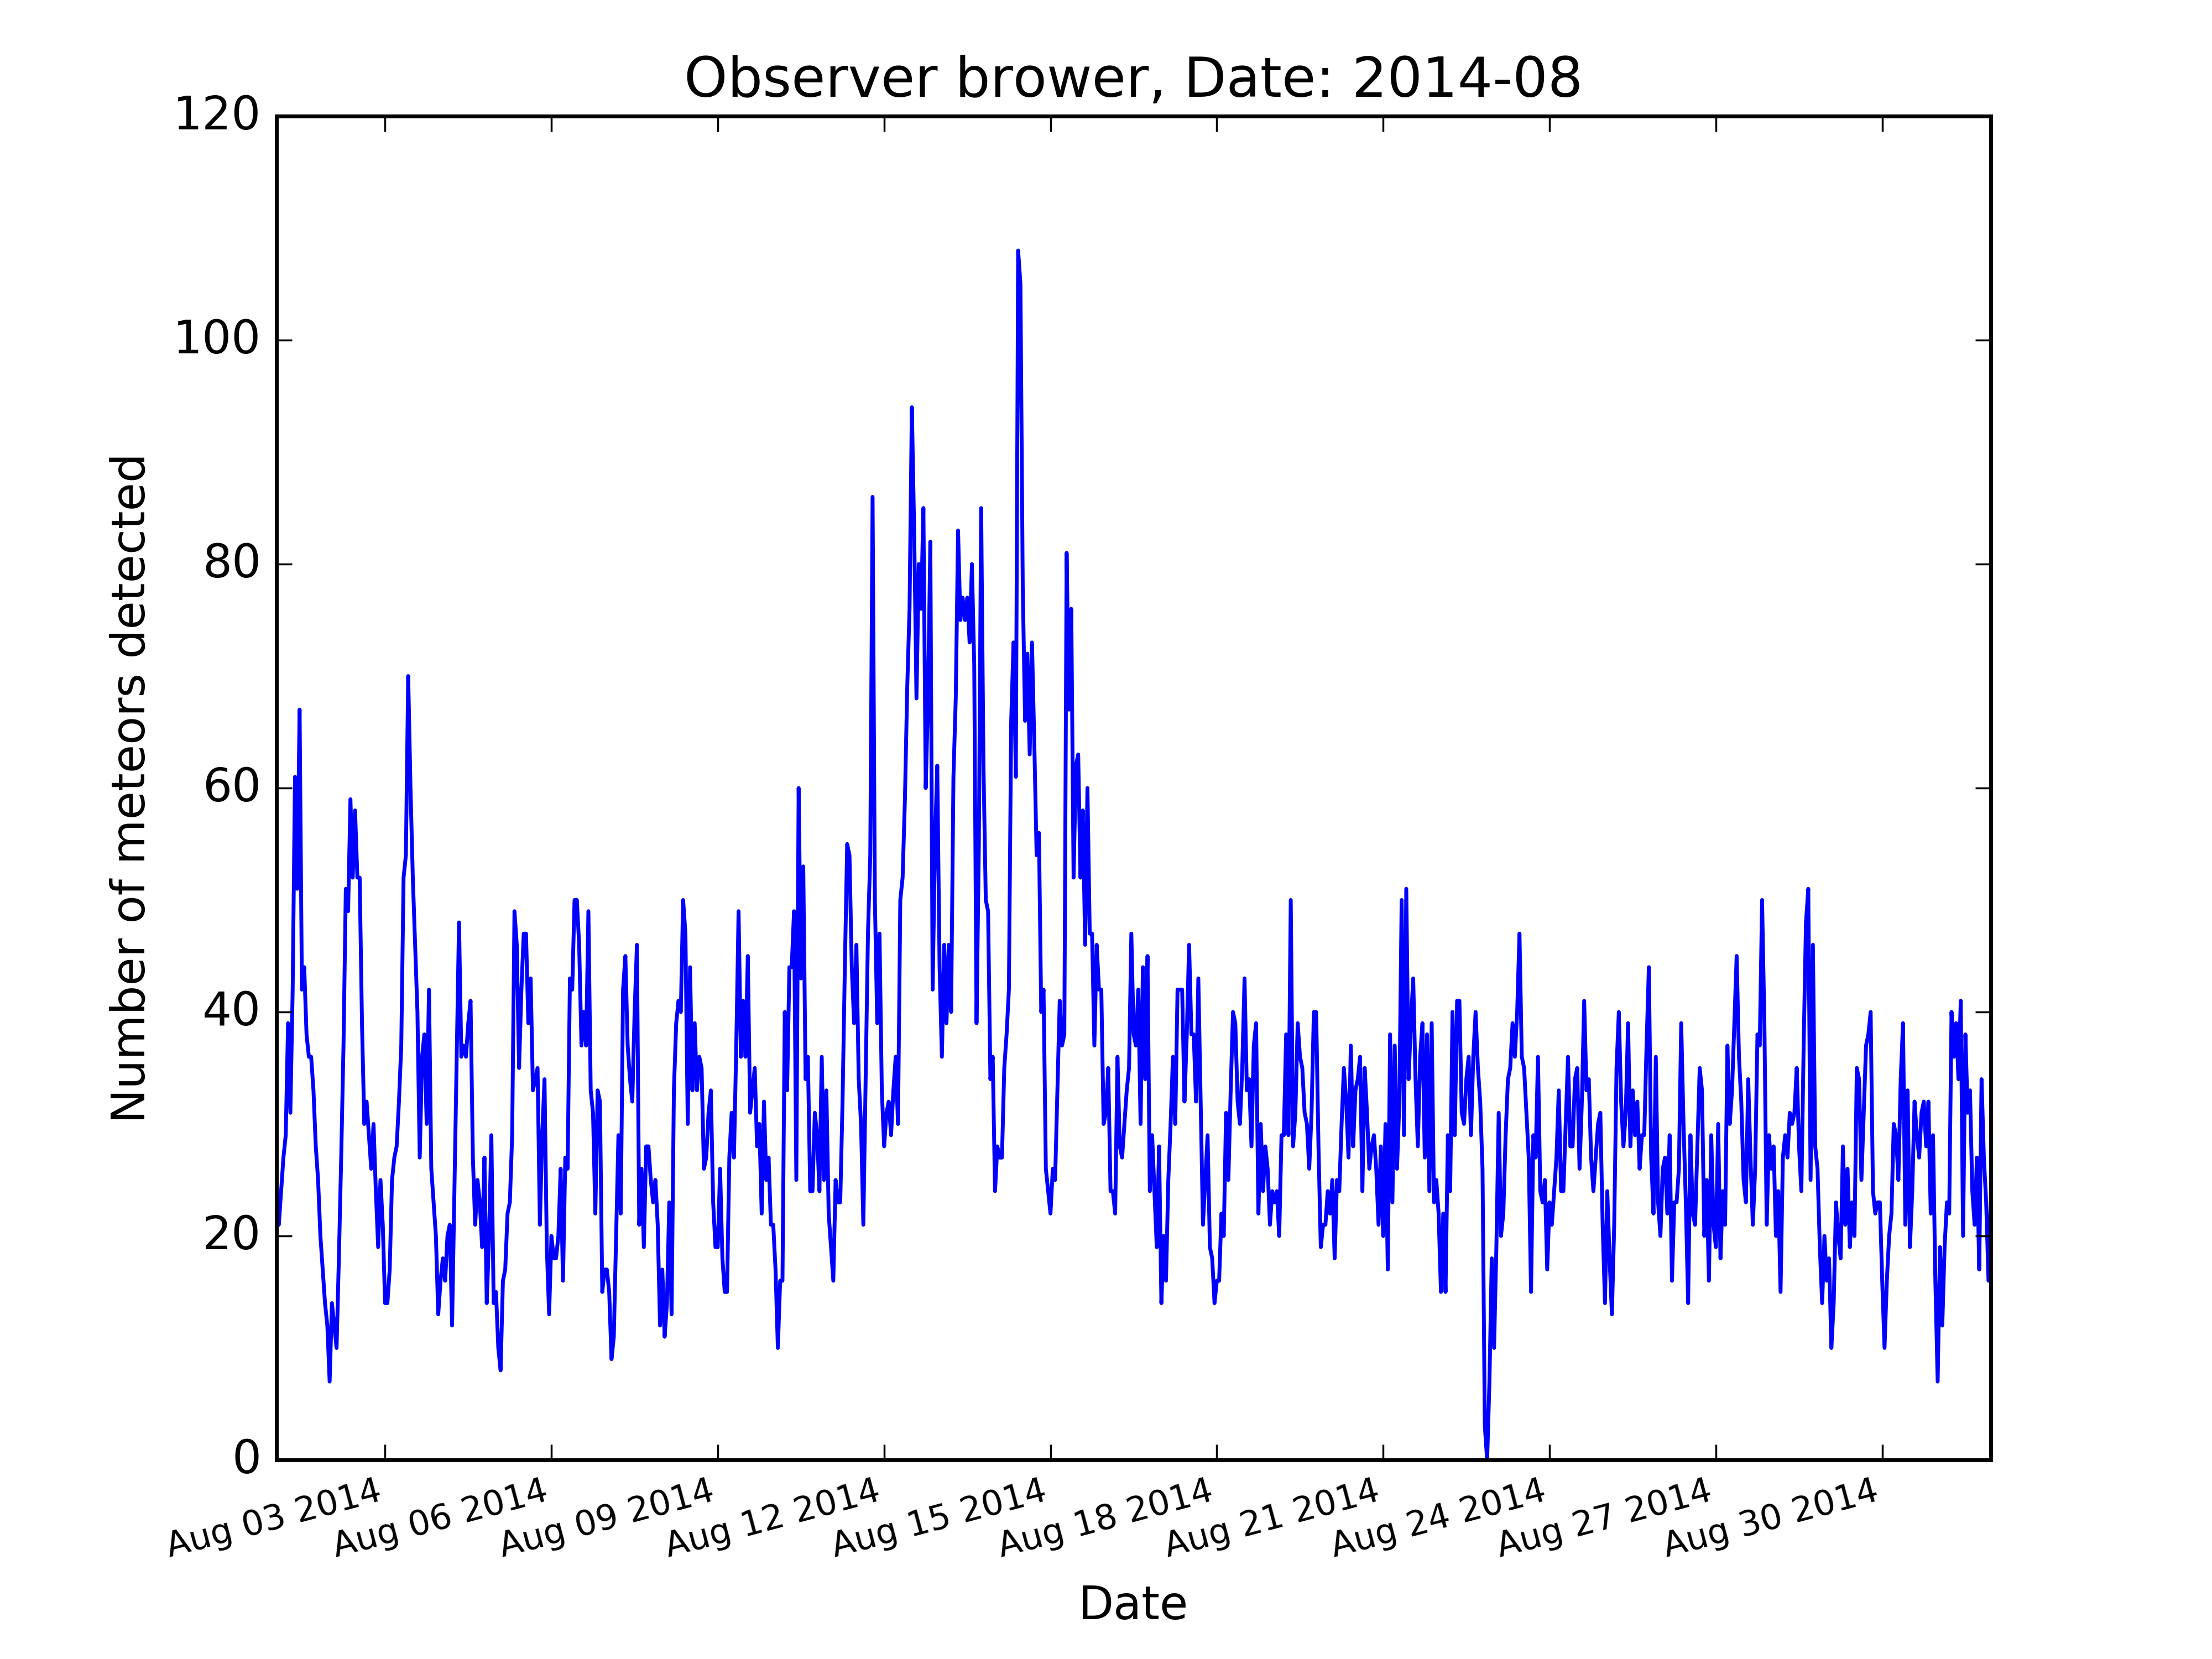 Observer brower, Date: 2014-08
120
100
80
60
40
20
0
Number of meteors detected
Aug 03 2014
Aug 06 2014
Aug 09 2014
Aug 12 2014
Aug 15 2014
Aug 18 2014
Aug 21 2014
Aug 24 2014
Aug 27 2014
Aug 30 2014
Date